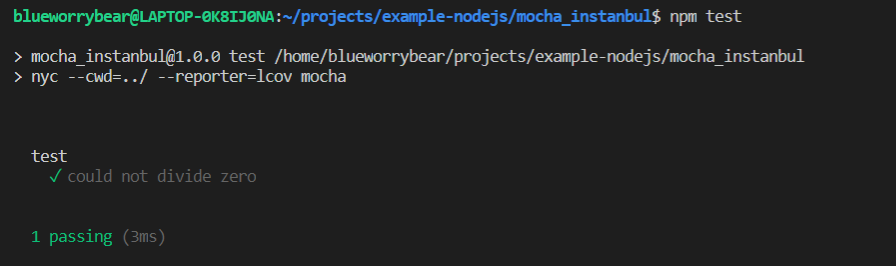 blueworrybear@LAPTOP-0K8IJ0NA:~/projects/example-nodejs/mocha_instanbul$ npm test
> mocha_instanbul@1.0.0 test /home/blueworrybear/projects/example-nodejs/mocha_instanbul
> nyc --cwd=../ --reporter=lcov mocha
test
✓ could not divide zero
1 passing (3ms)